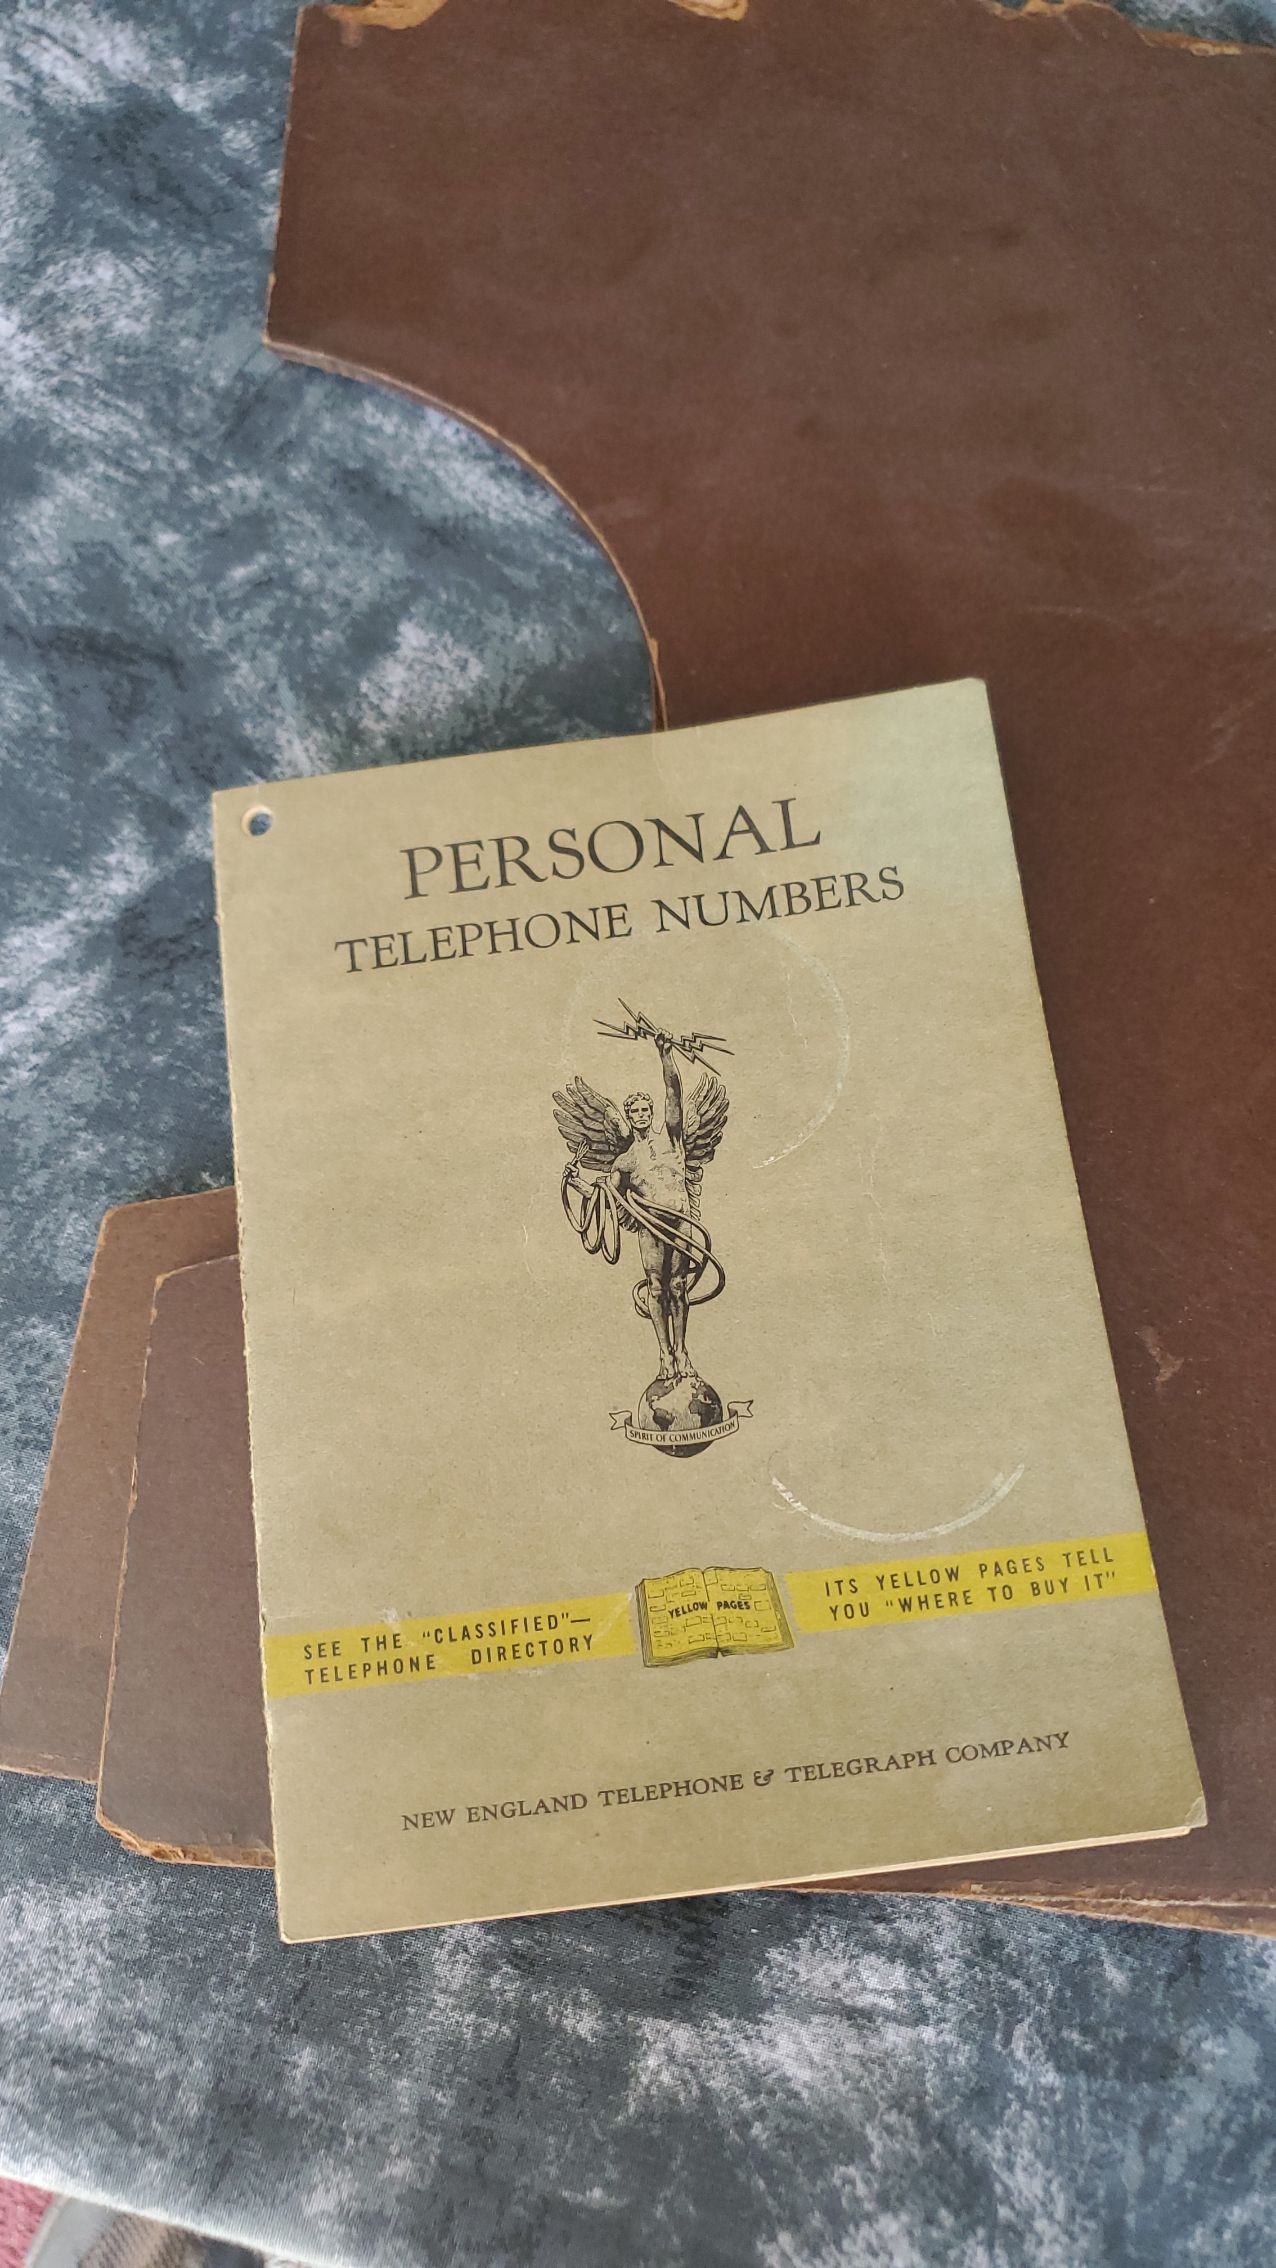 PERSONAL
TELEPHONE NUMBERS
SPIRIT OF COMMUNICATION
SEE THE "CLASSIFIED"—
TELEPHONE DIRECTORY
YELLOW PAGES
ITS YELLOW PAGES TELL
YOU "WHERE TO BUY IT"
NEW ENGLAND TELEPHONE & TELEGRAPH COMPANY